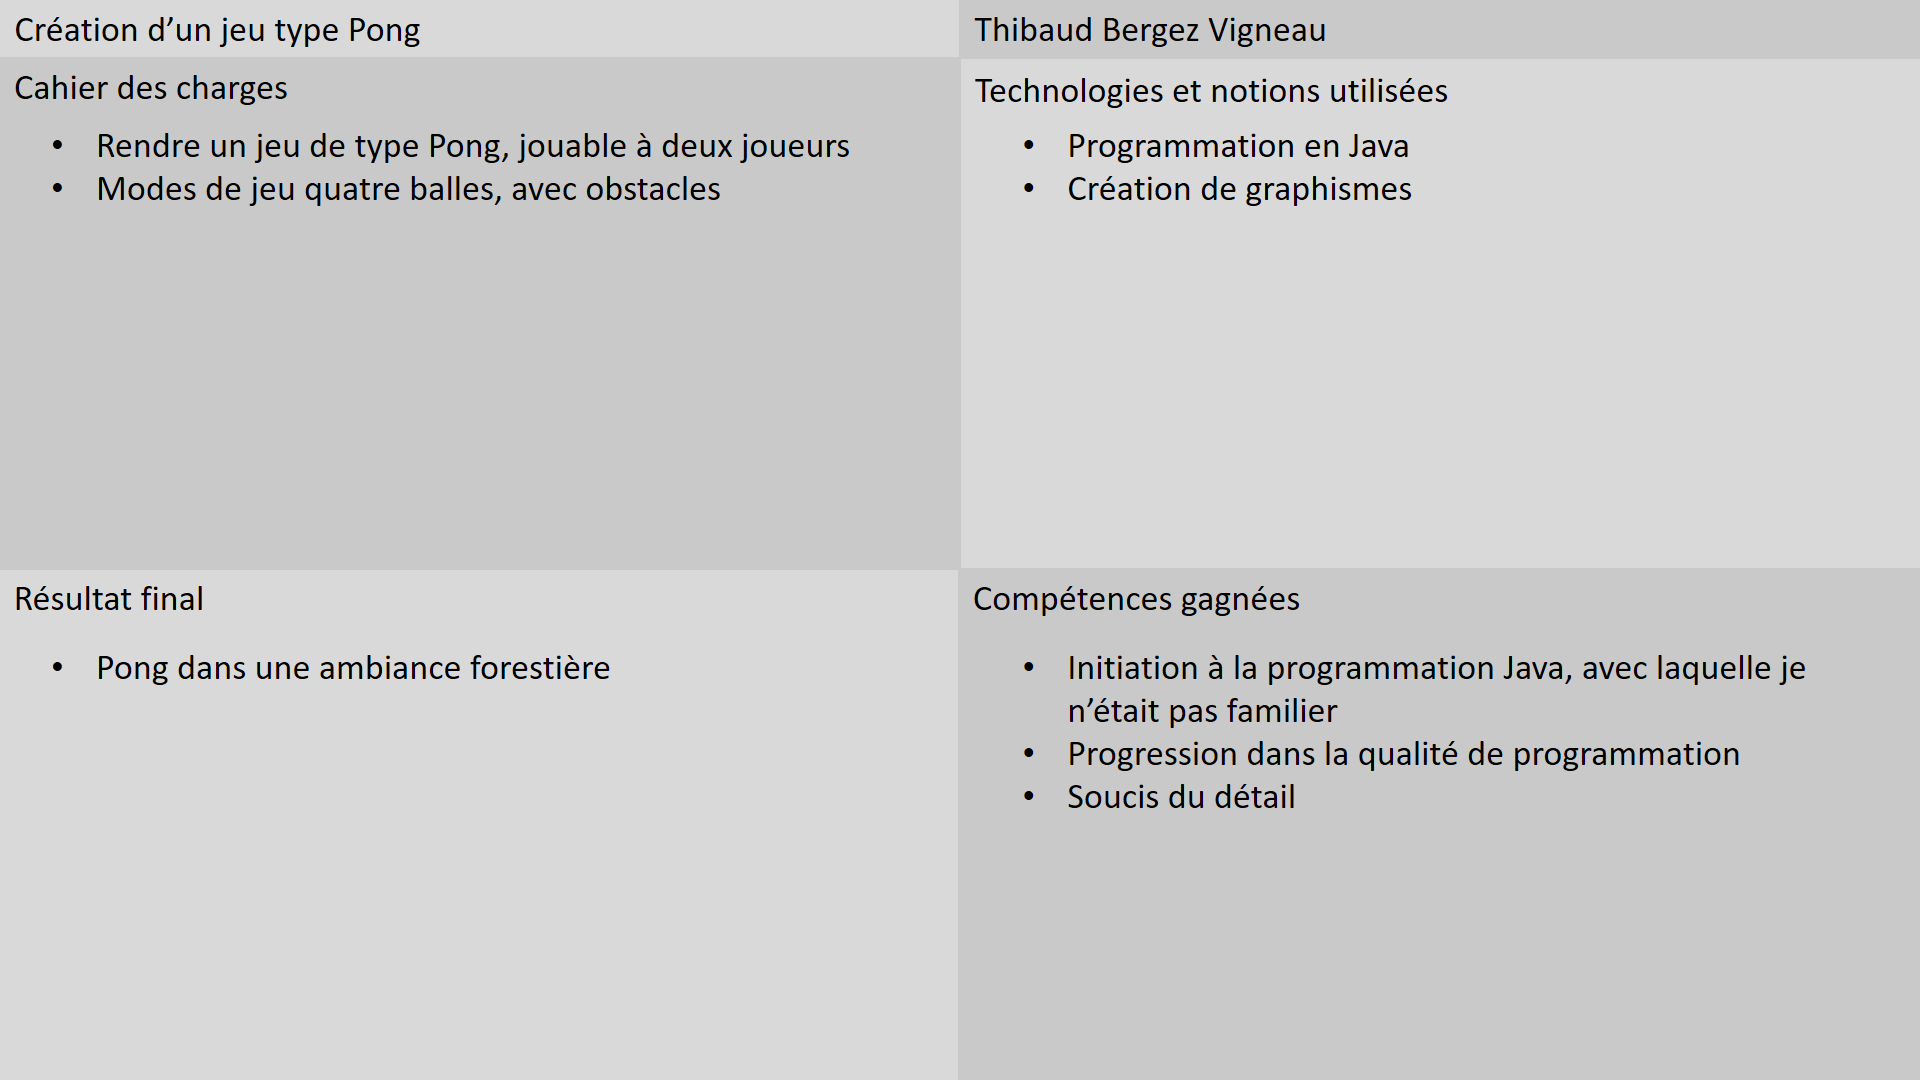 Création d’un jeu type Pong
Thibaud Bergez Vigneau
Cahier des charges
• Rendre un jeu de type Pong, jouable à deux joueurs
• Modes de jeu quatre balles, avec obstacles
Technologies et notions utilisées
• Programmation en Java
• Création de graphismes
Résultat final
• Pong dans une ambiance forestière
Compétences gagnées
• Initiation à la programmation Java, avec laquelle je
n’était pas familier
• Progression dans la qualité de programmation
• Soucis du détail